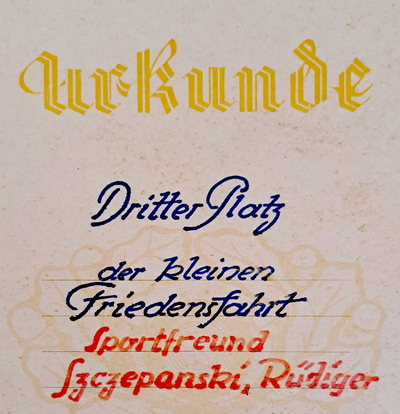 Urkunde
Dritter Platz
der kleinen
Friedensfahrt
Sportfreund
Szczepanski, Rüdiger